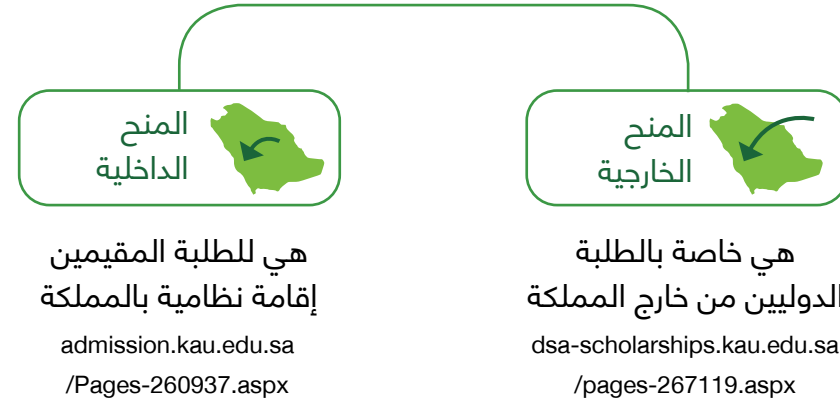 المنح
الخارجية
هي خاصة بالطلبة
الدوليين من خارج المملكة
dsa-scholarships.kau.edu.sa
/pages-267119.aspx
المنح
الداخلية
هي للطلبة المقيمين
إقامة نظامية بالمملكة
admission.kau.edu.sa
/Pages-260937.aspx